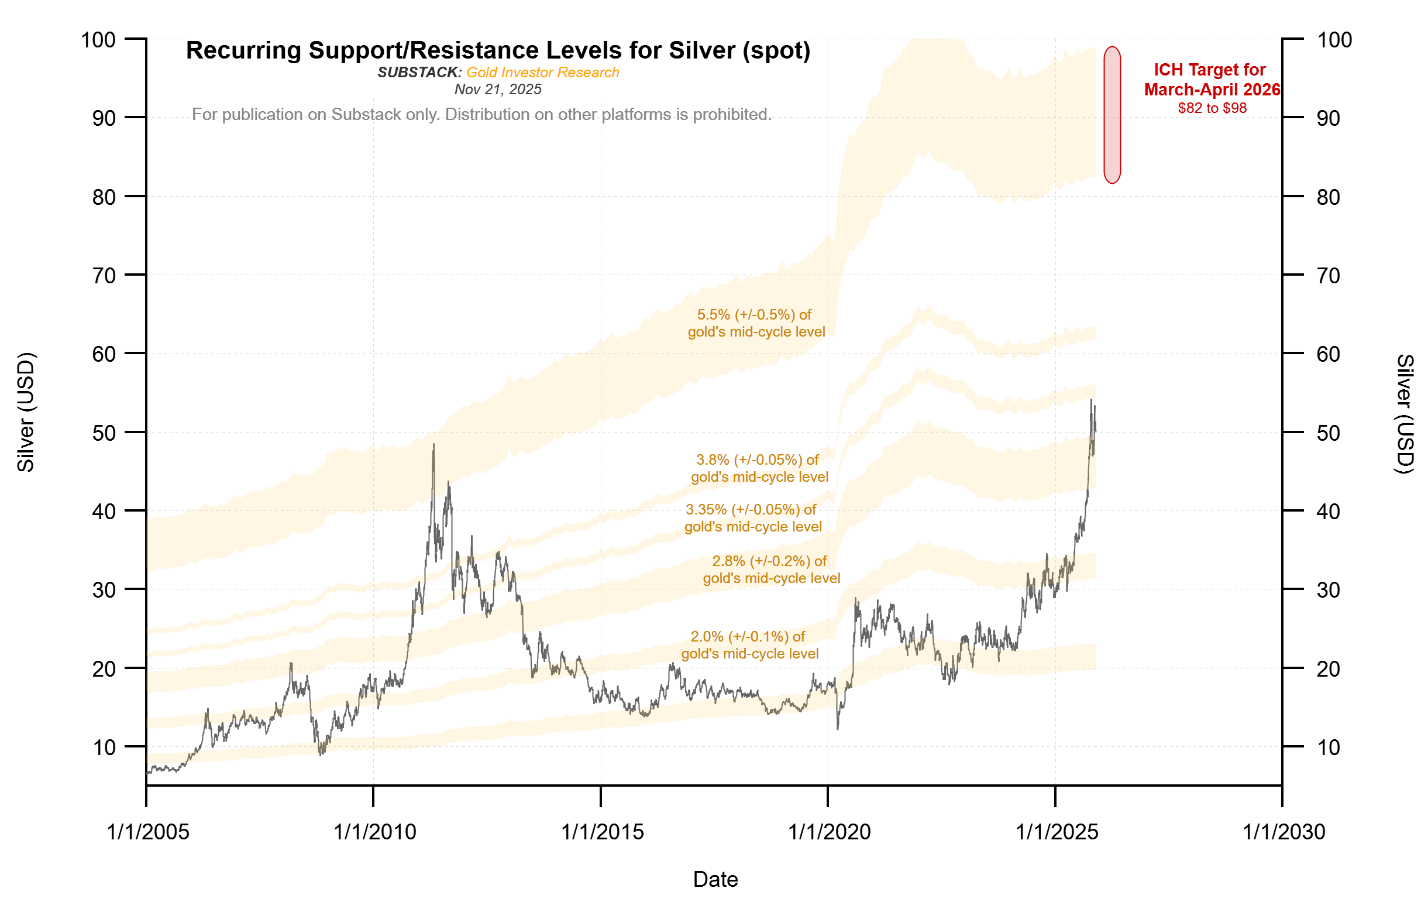 Recurring Support/Resistance Levels for Silver (spot)
SUBSTACK: Gold Investor Research
Nov 21, 2025
For publication on Substack only. Distribution on other platforms is prohibited.
ICH Target for
March-April 2026
$82 to $98
100
90
80
70
60
50
40
30
20
10
Silver (USD)
5.5% (+/-0.5%) of
gold's mid-cycle level
3.8% (+/-0.05%) of
gold's mid-cycle level
3.35% (+/-0.05%) of
gold's mid-cycle level
2.8% (+/-0.2%) of
gold's mid-cycle level
2.0% (+/-0.1%) of
gold's mid-cycle level
100
90
80
70
60
50
40
30
20
10
Silver (USD)
1/1/2005
1/1/2010
1/1/2015
1/1/2020
1/1/2025
1/1/2030
Date